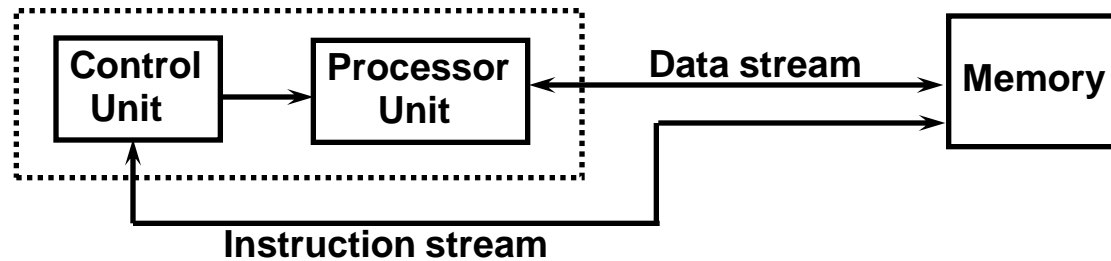 Control
Unit
Processor
Unit
Data stream
Memory
Instruction stream